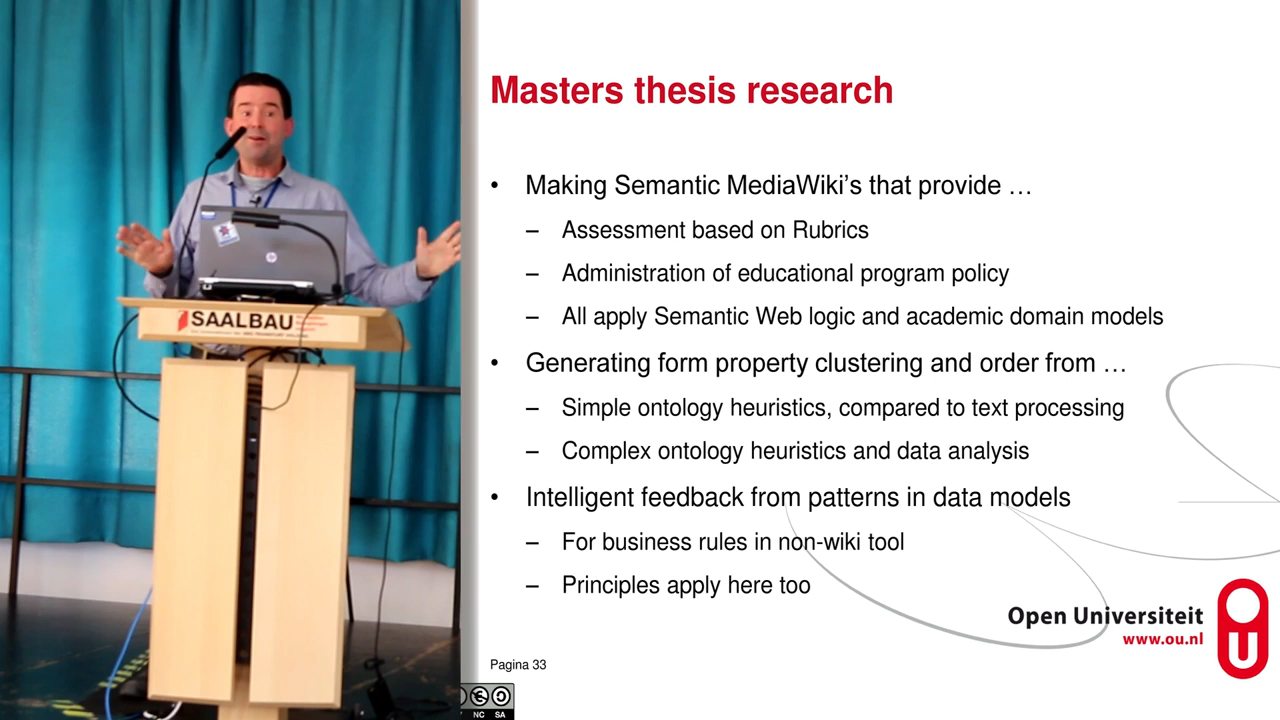 Masters thesis research
• Making Semantic MediaWiki's that provide …
– Assessment based on Rubrics
– Administration of educational program policy
– All apply Semantic Web logic and academic domain models
• Generating form property clustering and order from …
– Simple ontology heuristics, compared to text processing
– Complex ontology heuristics and data analysis
• Intelligent feedback from patterns in data models
– For business rules in non-wiki tool
– Principles apply here too
Open Universiteit
www.ou.nl
Pagina 33
NC SA
SAALBAU
hp